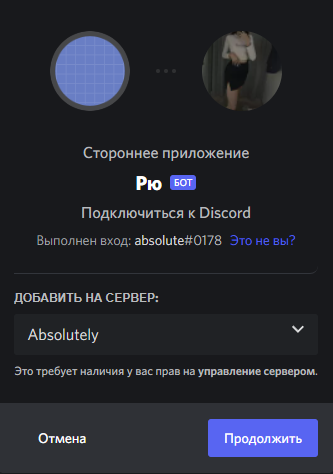 Стороннее приложение
Рю БОТ
Подключиться к Discord
Выполнен вход: absolute#0178 Это не вы?
ДОБАВИТЬ НА СЕРВЕР:
Absolutely
Это требует наличия у вас прав на управление сервером.
Отмена Продолжить